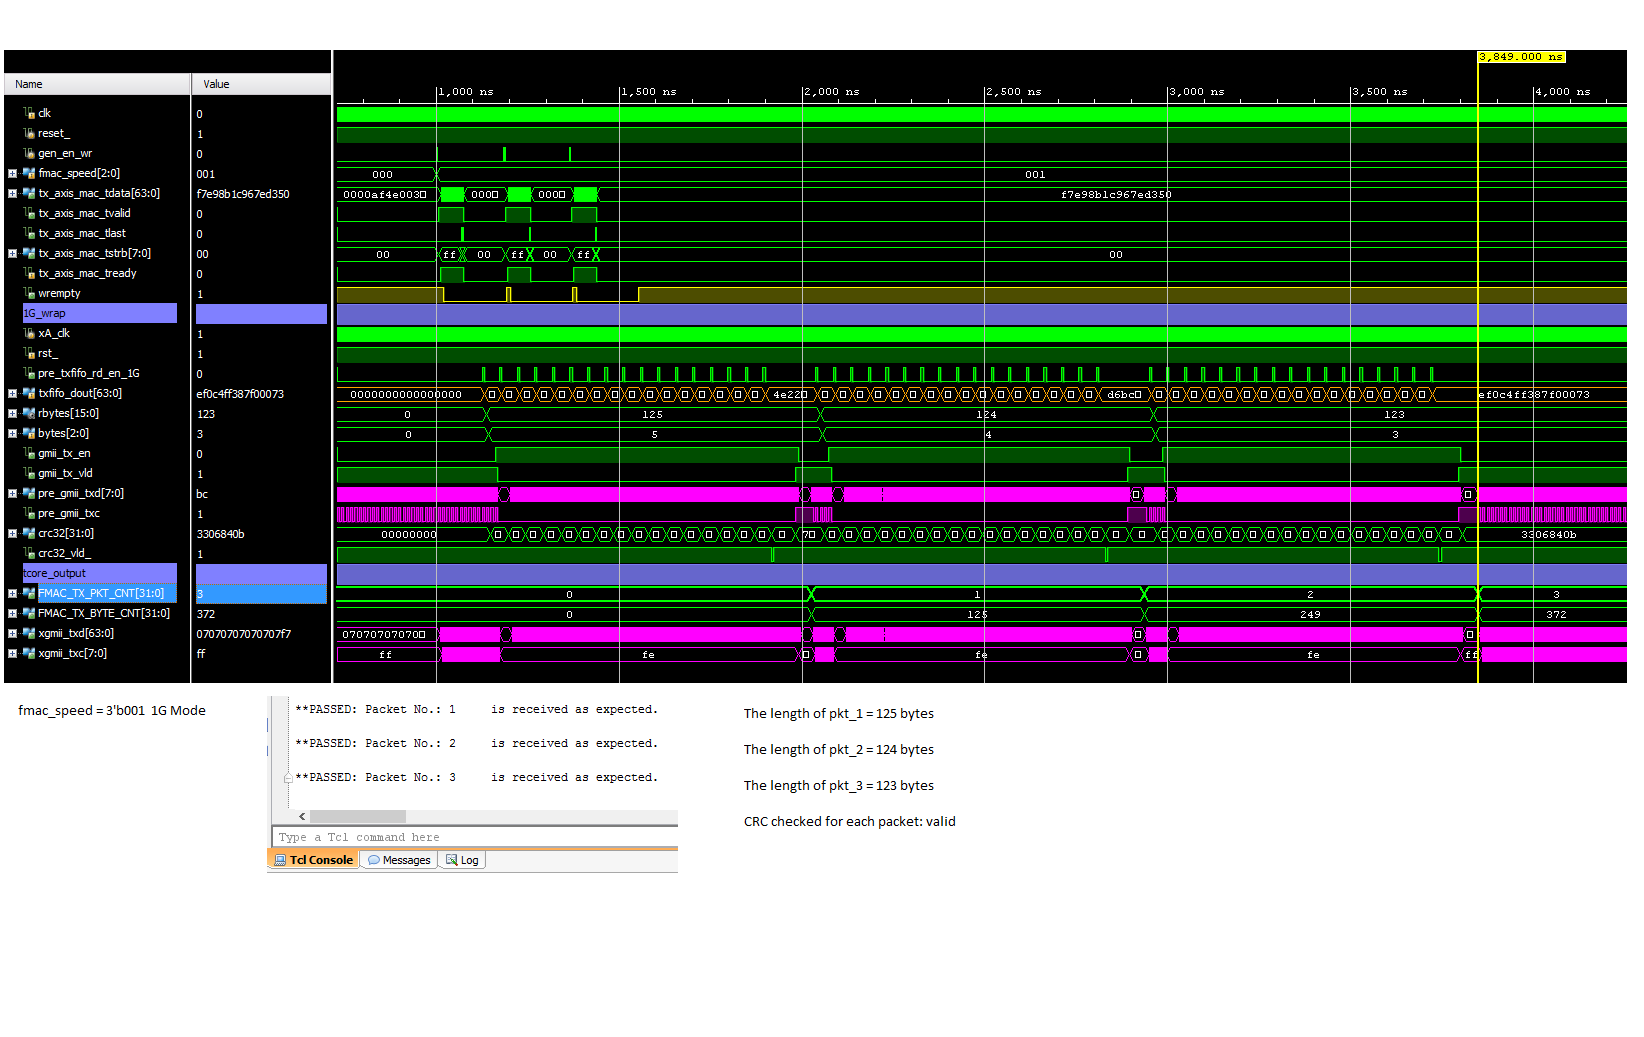 3,849.000 ns
Name Value
1,000 ns 1,500 ns 2,000 ns 2,500 ns 3,000 ns 3,500 ns 4,000 ns
clk 0
reset_ 1
gen_en_wr 0
fmac_speed[2:0] 001 000 001
tx_axis_mac_tdata[63:0] f7e98b1c967ed350 0000af4e003 000 000 f7e98b1c967ed350
tx_axis_mac_tvalid 0
tx_axis_mac_tlast 0
tx_axis_mac_tstrb[7:0] 00 00 ff 00 ff 00 ff 00
tx_axis_mac_tready 0
wrempty 1
1G_wrap
xA_clk 1
rst_ 1
pre_txfifo_rd_en_1G 0
txfifo_dout[63:0] ef0c4ff387f00073 0000000000000000 4e220 d6bc ef0c4ff387f00073
rbytes[15:0] 123 0 125 124 123
bytes[2:0] 3 0 5 4 3
gmii_tx_en 0
gmii_tx_vld 1
pre_gmii_txd[7:0] bc
pre_gmii_txc 1
crc32[31:0] 3306840b 00000000 7 3306840b
crc32_vld_ 1
tcore_output
FMAC_TX_PKT_CNT[31:0] 3 0 1 2 3
FMAC_TX_BYTE_CNT[31:0] 372 0 125 249 372
xgmii_txd[63:0] 07070707070707f7 07070707070
xgmii_txc[7:0] ff ff fe fe fe ff
fmac_speed = 3'b001 1G Mode
**PASSED: Packet No.: 1 is received as expected.
**PASSED: Packet No.: 2 is received as expected.
**PASSED: Packet No.: 3 is received as expected.
Type a Tcl command here
Tcl Console Messages Log
The length of pkt_1 = 125 bytes
The length of pkt_2 = 124 bytes
The length of pkt_3 = 123 bytes
CRC checked for each packet: valid